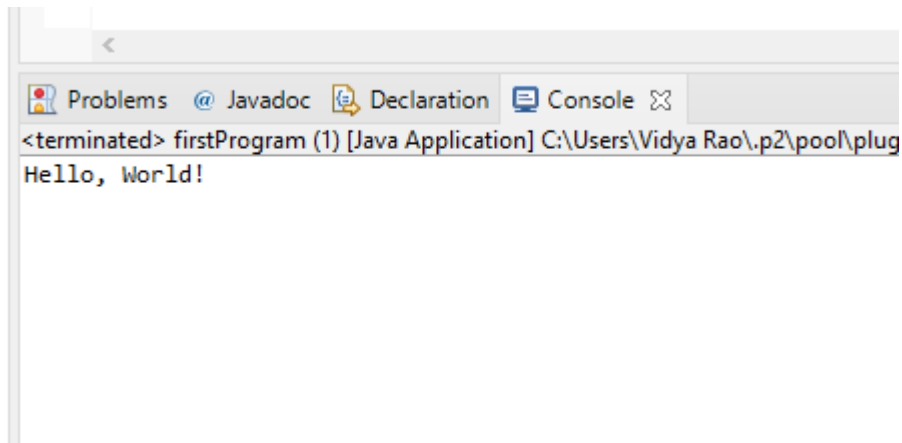 Problems @ Javadoc Declaration Console
<terminated> firstProgram (1) [Java Application] C:\Users\Vidya Rao\.p2\pool\plug
Hello, World!